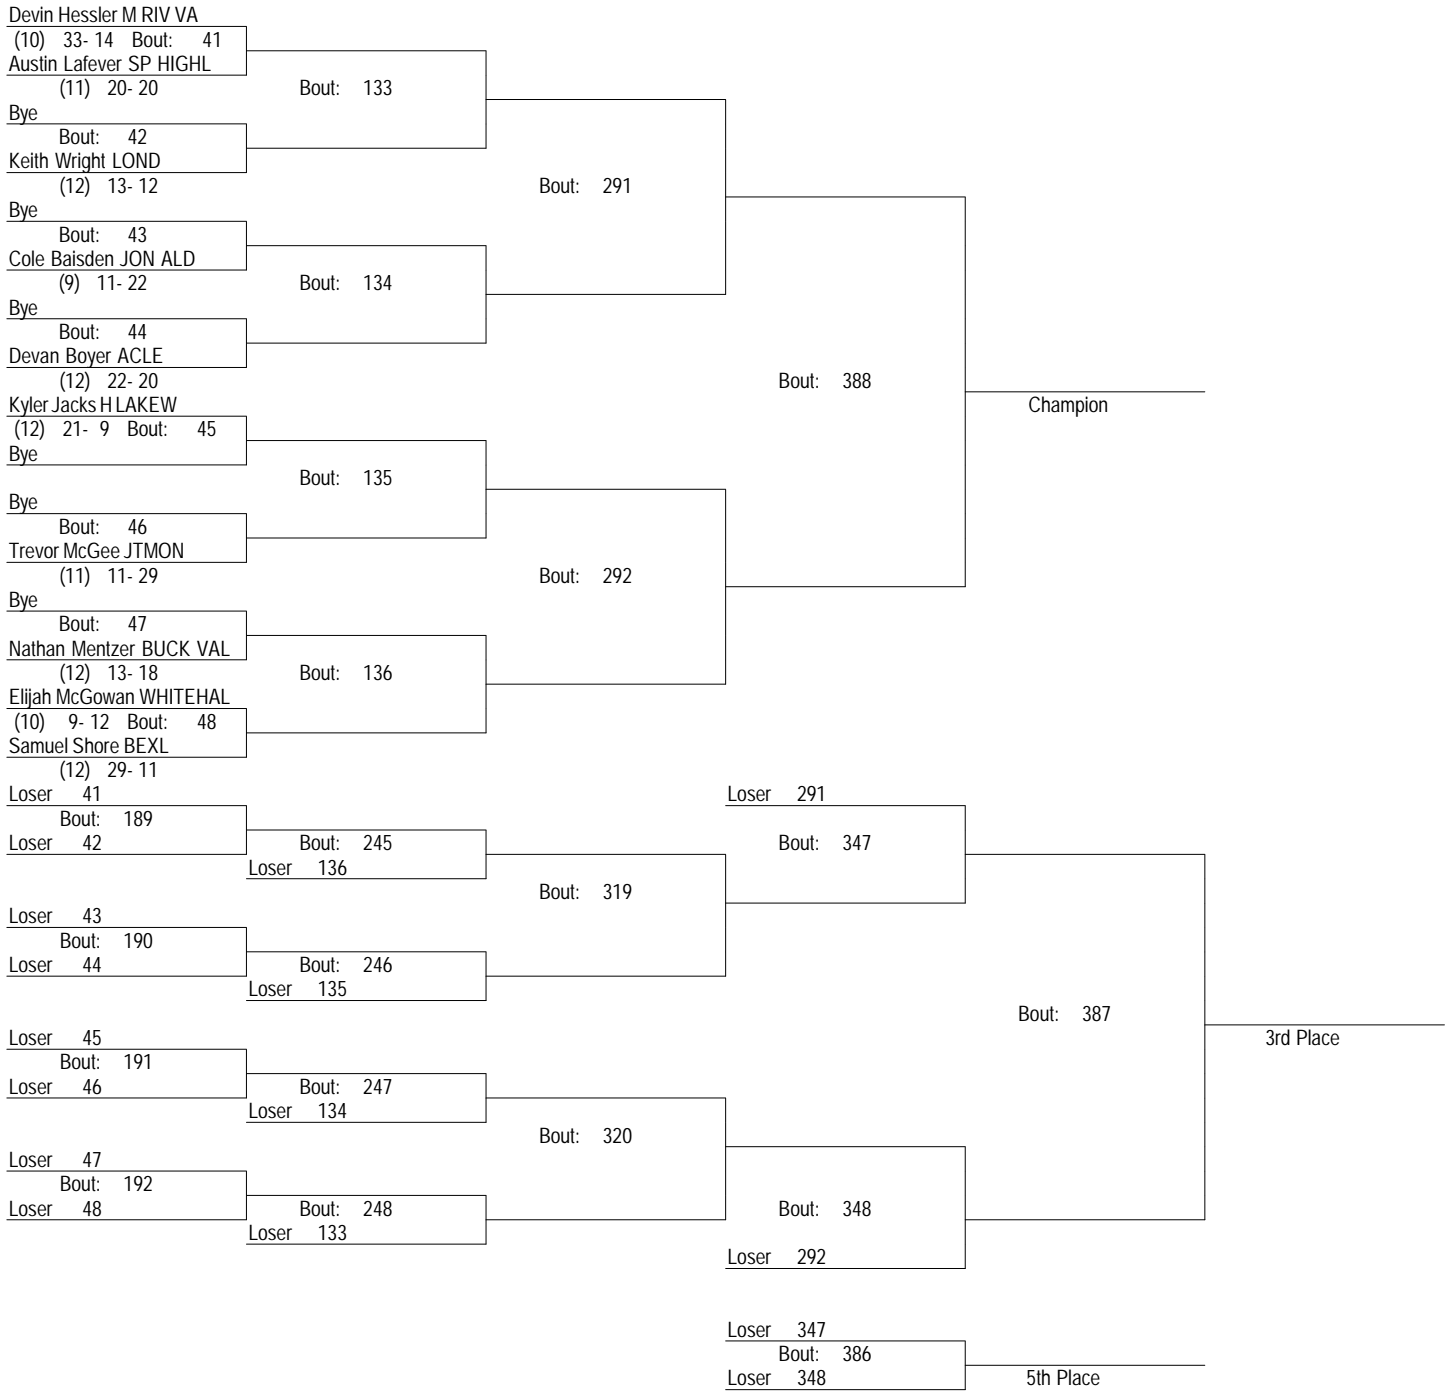 Devin Hessler M RIV VA
(10) 33- 14 Bout: 41
Austin Lafever SP HIGHL
(11) 20- 20
Bout: 133
Bye
Bout: 42
Keith Wright LOND
(12) 13- 12
Bout: 291
Bye
Bout: 43
Cole Baisden JON ALD
(9) 11- 22
Bout: 134
Bye
Bout: 44
Devan Boyer ACLE
(12) 22- 20
Bout: 388
Kyler Jacks H LAKEW
Champion
(12) 21- 9 Bout: 45
Bye
Bout: 135
Bye
Bout: 46
Trevor McGee JTMON
(11) 11- 29
Bout: 292
Bye
Bout: 47
Nathan Mentzer BUCK VAL
(12) 13- 18
Bout: 136
Elijah McGowan WHITEHAL
(10) 9- 12 Bout: 48
Samuel Shore BEXL
(12) 29- 11
Loser 41
Loser 291
Bout: 189
Loser 42
Bout: 245
Bout: 347
Loser 136
Bout: 319
Loser 43
Bout: 190
Loser 44
Bout: 246
Loser 135
Bout: 387
Loser 45
3rd Place
Bout: 191
Loser 46
Bout: 247
Loser 134
Bout: 320
Loser 47
Bout: 192
Loser 48
Bout: 248
Bout: 348
Loser 133
Loser 292
Loser 347
Bout: 386
Loser 348
5th Place